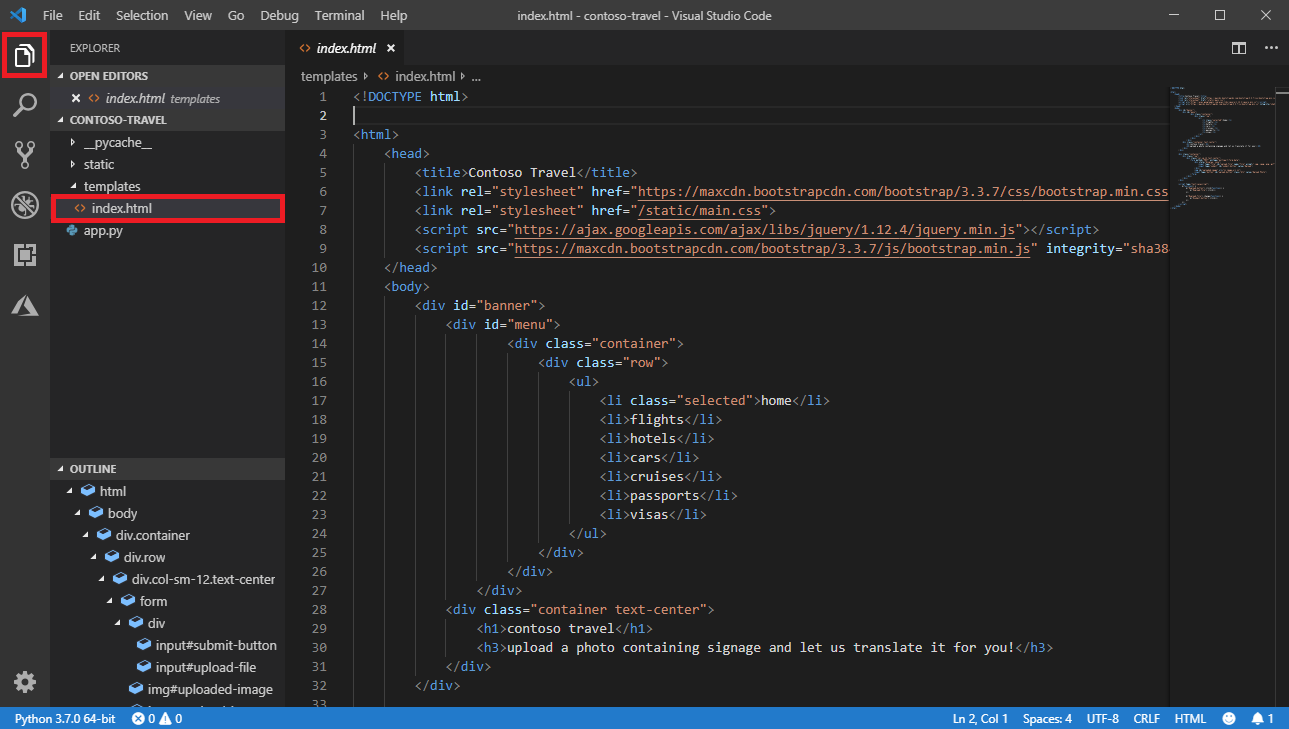 File Edit Selection View Go Debug Terminal Help index.html - contoso-travel - Visual Studio Code
EXPLORER
OPEN EDITORS
index.html templates
CONTOSO-TRAVEL
__pycache__
static
templates
index.html
app.py
OUTLINE
html
body
div.container
div.row
div.col-sm-12.text-center
form
div
input#submit-button
input#upload-file
img#uploaded-image
index.html
templates index.html ...
1 <!DOCTYPE html>
2
3 <html>
4 <head>
5 <title>Contoso Travel</title>
6 <link rel="stylesheet" href="https://maxcdn.bootstrapcdn.com/bootstrap/3.3.7/css/bootstrap.min.css
7 <link rel="stylesheet" href="/static/main.css">
8 <script src="https://ajax.googleapis.com/ajax/libs/jquery/1.12.4/jquery.min.js"></script>
9 <script src="https://maxcdn.bootstrapcdn.com/bootstrap/3.3.7/js/bootstrap.min.js" integrity="sha38
10 </head>
11 <body>
12 <div id="banner">
13 <div id="menu">
14 <div class="container">
15 <div class="row">
16 <ul>
17 <li class="selected">home</li>
18 <li>flights</li>
19 <li>hotels</li>
20 <li>cars</li>
21 <li>cruises</li>
22 <li>passports</li>
23 <li>visas</li>
24 </ul>
25 </div>
26 </div>
27 </div>
28 <div class="container text-center">
29 <h1>contoso travel</h1>
30 <h3>upload a photo containing signage and let us translate it for you!</h3>
31 </div>
32 </div>
33
Python 3.7.0 64-bit 0 0 Ln 2, Col 1 Spaces: 4 UTF-8 CRLF HTML 1